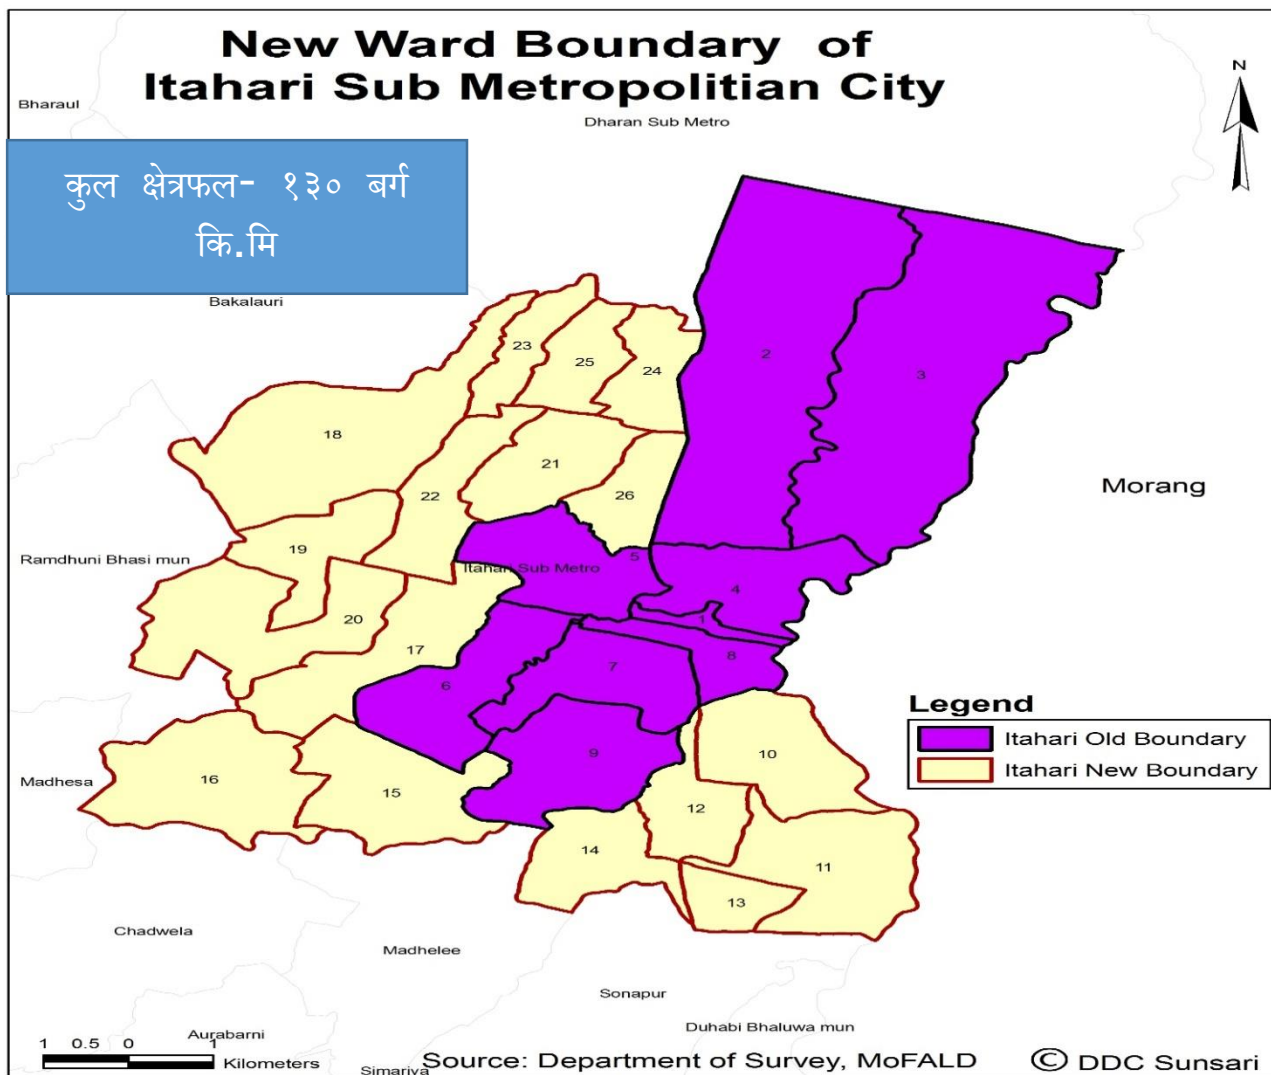 New Ward Boundary of
Itahari Sub Metropolitian City
N
Bharaul
Dharan Sub Metro
कुल क्षेत्रफल- १३० बर्ग
कि.मि
Bakalauri
23
25
24
2
3
18
21
22
26
Morang
19
Ramdhuni Bhasi mun
Itahari Sub Metro
5
4
20
1
17
7
8
6
Legend
Itahari Old Boundary
Itahari New Boundary
10
9
Madhesa
16
15
12
14
11
13
Chadwela
Madhelee
Sonapur
Duhabi Bhaluwa mun
Aurabarni
Simariya
1 0.5 0 1
Kilometers
Source: Department of Survey, MoFALD
© DDC Sunsari